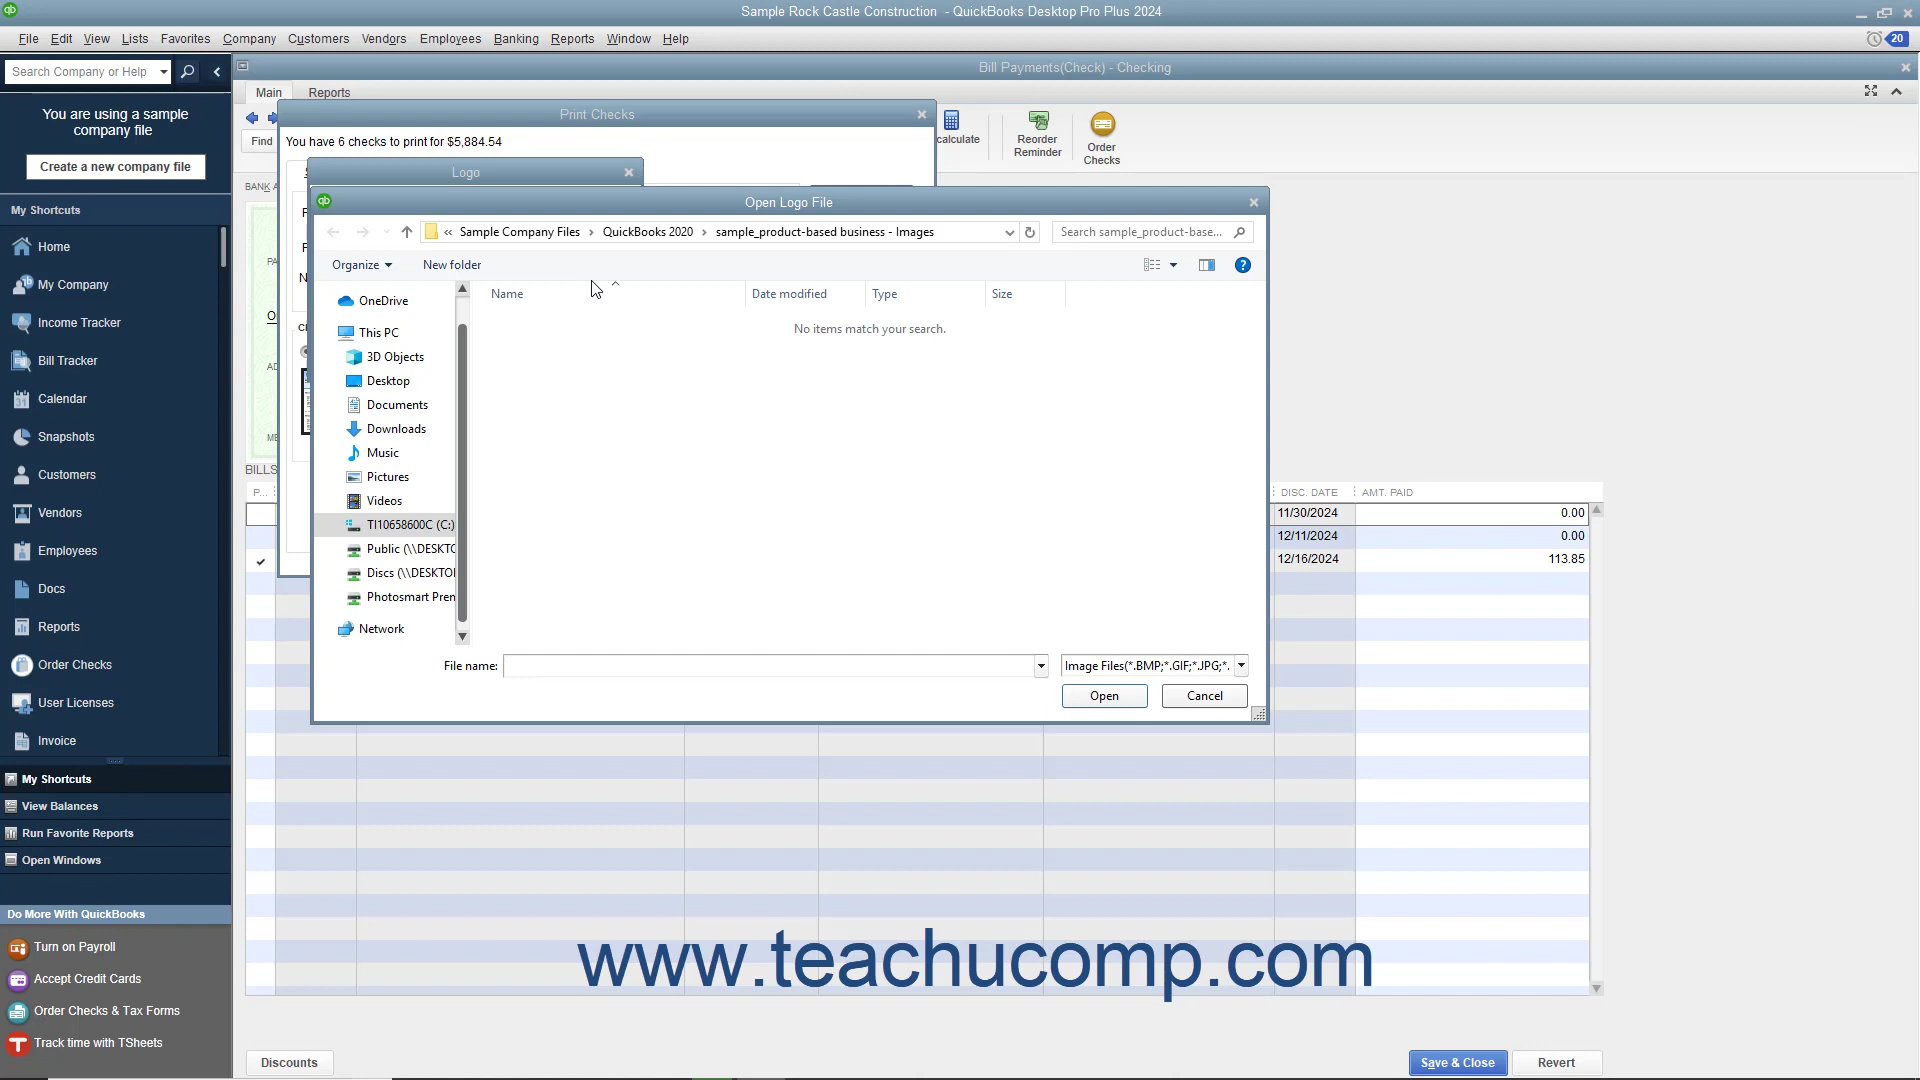 Sample Rock Castle Construction - QuickBooks Desktop Pro Plus 2024
File Edit View Lists Favorites Company Customers Vendors Employees Banking Reports Window Help
20
Search Company or Help
Bill Payments(Check) - Checking
You are using a sample company file
Create a new company file
Main Reports
Find
calculate
Reorder Reminder
Order Checks
Print Checks
You have 6 checks to print for $5,884.54
Logo
Open Logo File
« Sample Company Files › QuickBooks 2020 › sample_product-based business - Images
Search sample_product-base...
Organize New folder
Name Date modified Type Size
No items match your search.
OneDrive
This PC
3D Objects
Desktop
Documents
Downloads
Music
Pictures
Videos
TI10658600C (C:)
Public (\\DESKTO
Discs (\\DESKTO
Photosmart Prem
Network
File name:
Image Files(*.BMP;*.GIF;*.JPG;*.
Open Cancel
BANK A
BILLS
P...
DISC. DATE AMT. PAID
11/30/2024 0.00
12/11/2024 0.00
12/16/2024 113.85
My Shortcuts
Home
My Company
Income Tracker
Bill Tracker
Calendar
Snapshots
Customers
Vendors
Employees
Docs
Reports
Order Checks
User Licenses
Invoice
My Shortcuts
View Balances
Run Favorite Reports
Open Windows
Do More With QuickBooks
Turn on Payroll
Accept Credit Cards
Order Checks & Tax Forms
Track time with TSheets
www.teachucomp.com
Discounts
Save & Close Revert